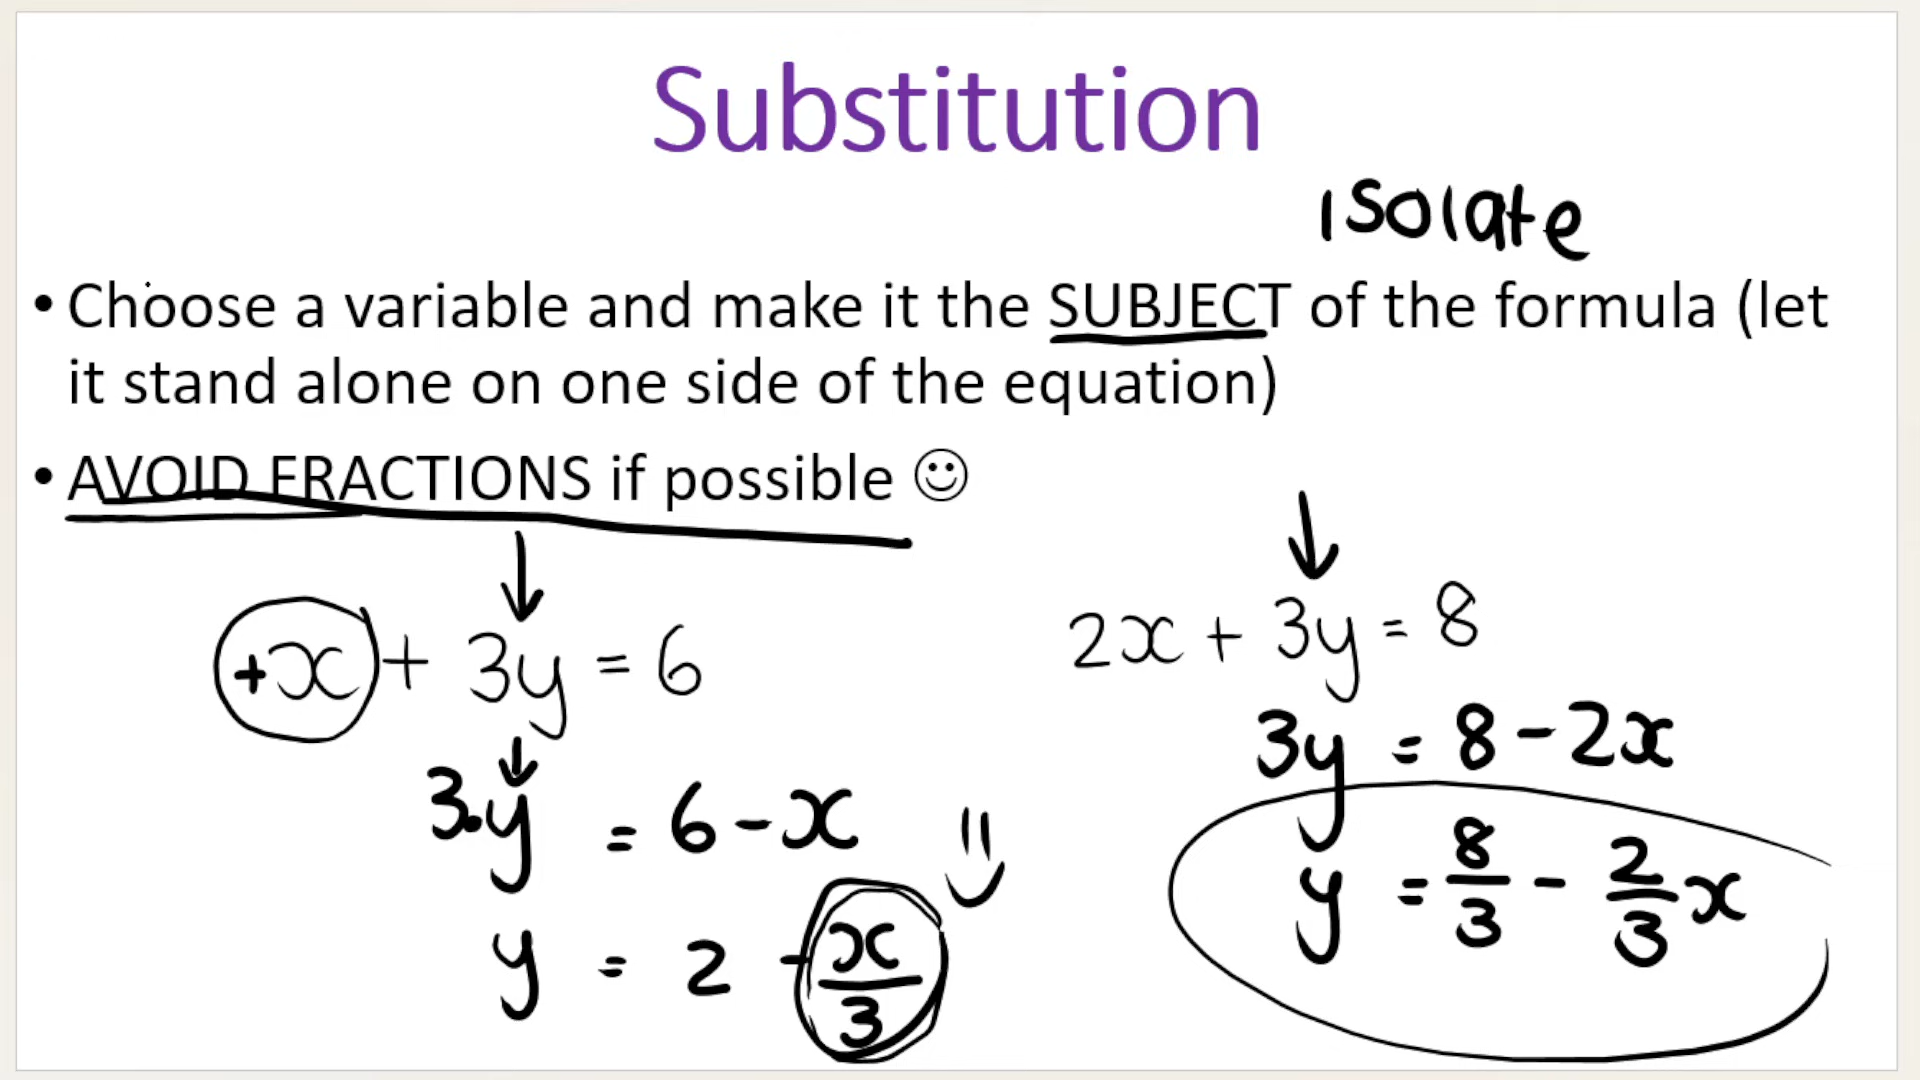 Substitution
isolate
• Choose a variable and make it the SUBJECT of the formula (let
it stand alone on one side of the equation)
• AVOID FRACTIONS if possible ☺
+x + 3y = 6
3.y = 6 - x
y = 2 - x/3
2x + 3y = 8
3y = 8 - 2x
y = 8/3 - 2/3 x